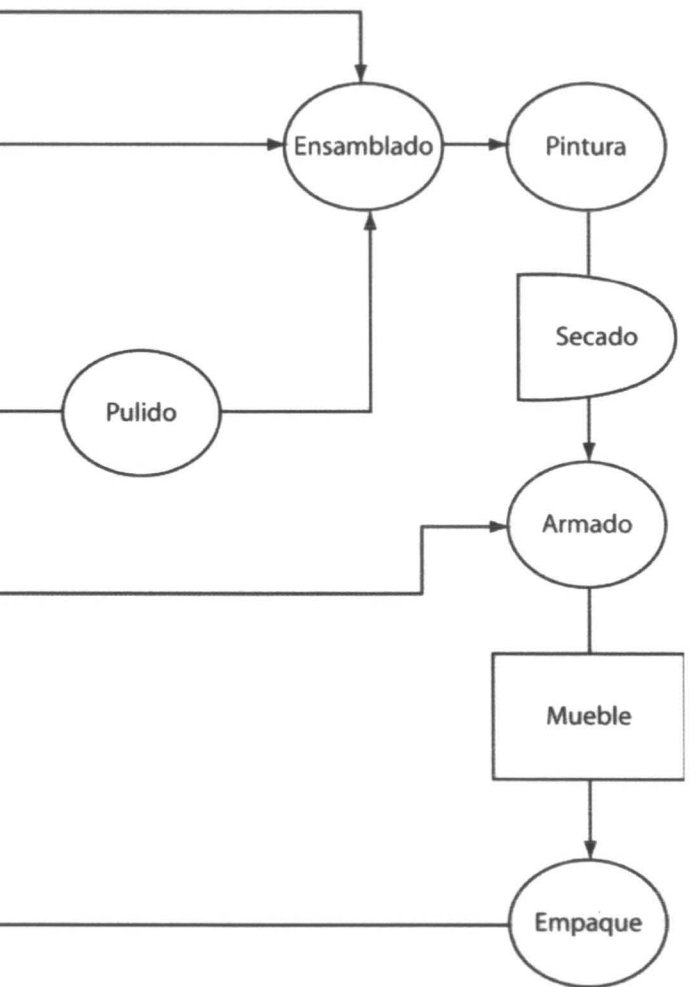 Ensamblado
Pintura
Secado
Pulido
Armado
Mueble
Empaque